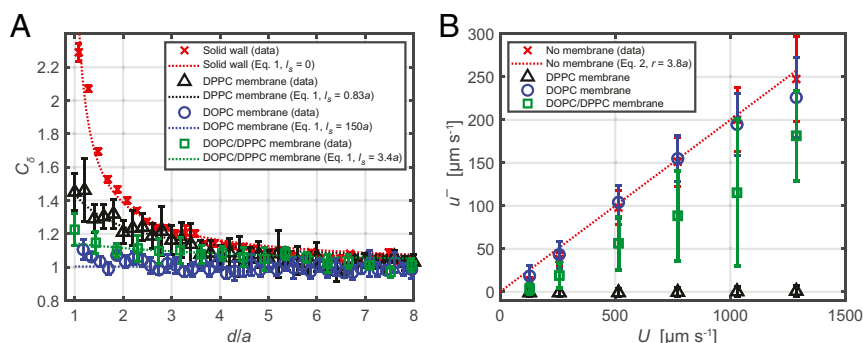 A
2.2
2
1.8
1.6
1.4
1.2
1
0.8
C_δ
1 2 3 4 5 6 7 8
d/a
Solid wall (data)
Solid wall (Eq. 1, l_s = 0)
DPPC membrane (data)
DPPC membrane (Eq. 1, l_s = 0.83a)
DOPC membrane (data)
DOPC membrane (Eq. 1, l_s = 150a)
DOPC/DPPC membrane (data)
DOPC/DPPC membrane (Eq. 1, l_s = 3.4a)
B
300
250
200
150
100
50
0
u⁻ [µm s⁻¹]
0 500 1000 1500
U [µm s⁻¹]
No membrane (data)
No membrane (Eq. 2, r = 3.8a)
DPPC membrane
DOPC membrane
DOPC/DPPC membrane